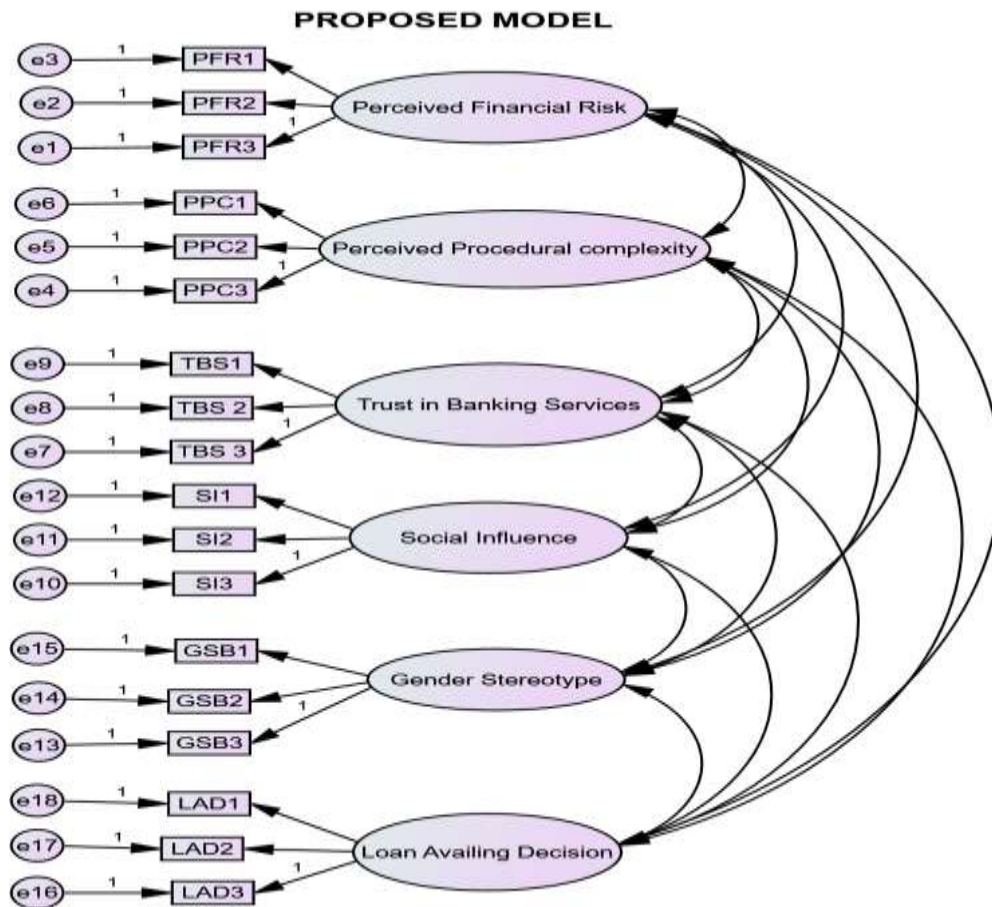 PROPOSED MODEL
e3 1 PFR1
e2 1 PFR2 Perceived Financial Risk
e1 1 PFR3 1
e6 1 PPC1
e5 1 PPC2 Perceived Procedural complexity
e4 1 PPC3 1
e9 1 TBS1
e8 1 TBS 2 Trust in Banking Services
e7 1 TBS 3 1
e12 1 SI1
e11 1 SI2 Social Influence
e10 1 SI3 1
e15 1 GSB1
e14 1 GSB2 Gender Stereotype
e13 1 GSB3 1
e18 1 LAD1
e17 1 LAD2 Loan Availing Decision
e16 1 LAD3 1